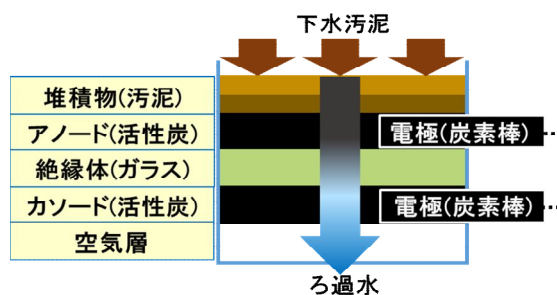 下水汚泥
堆積物(汚泥)
アノード(活性炭)
電極(炭素棒)
絶縁体(ガラス)
カソード(活性炭)
電極(炭素棒)
空気層
ろ過水